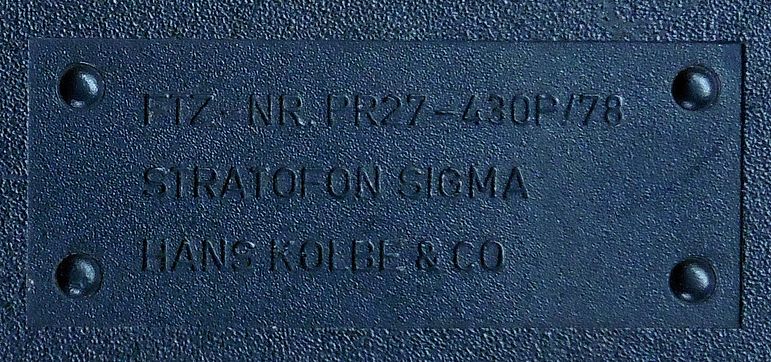 FTZ-NR. PR27-430P/78
STRATOFON SIGMA
HANS KOLBE & CO